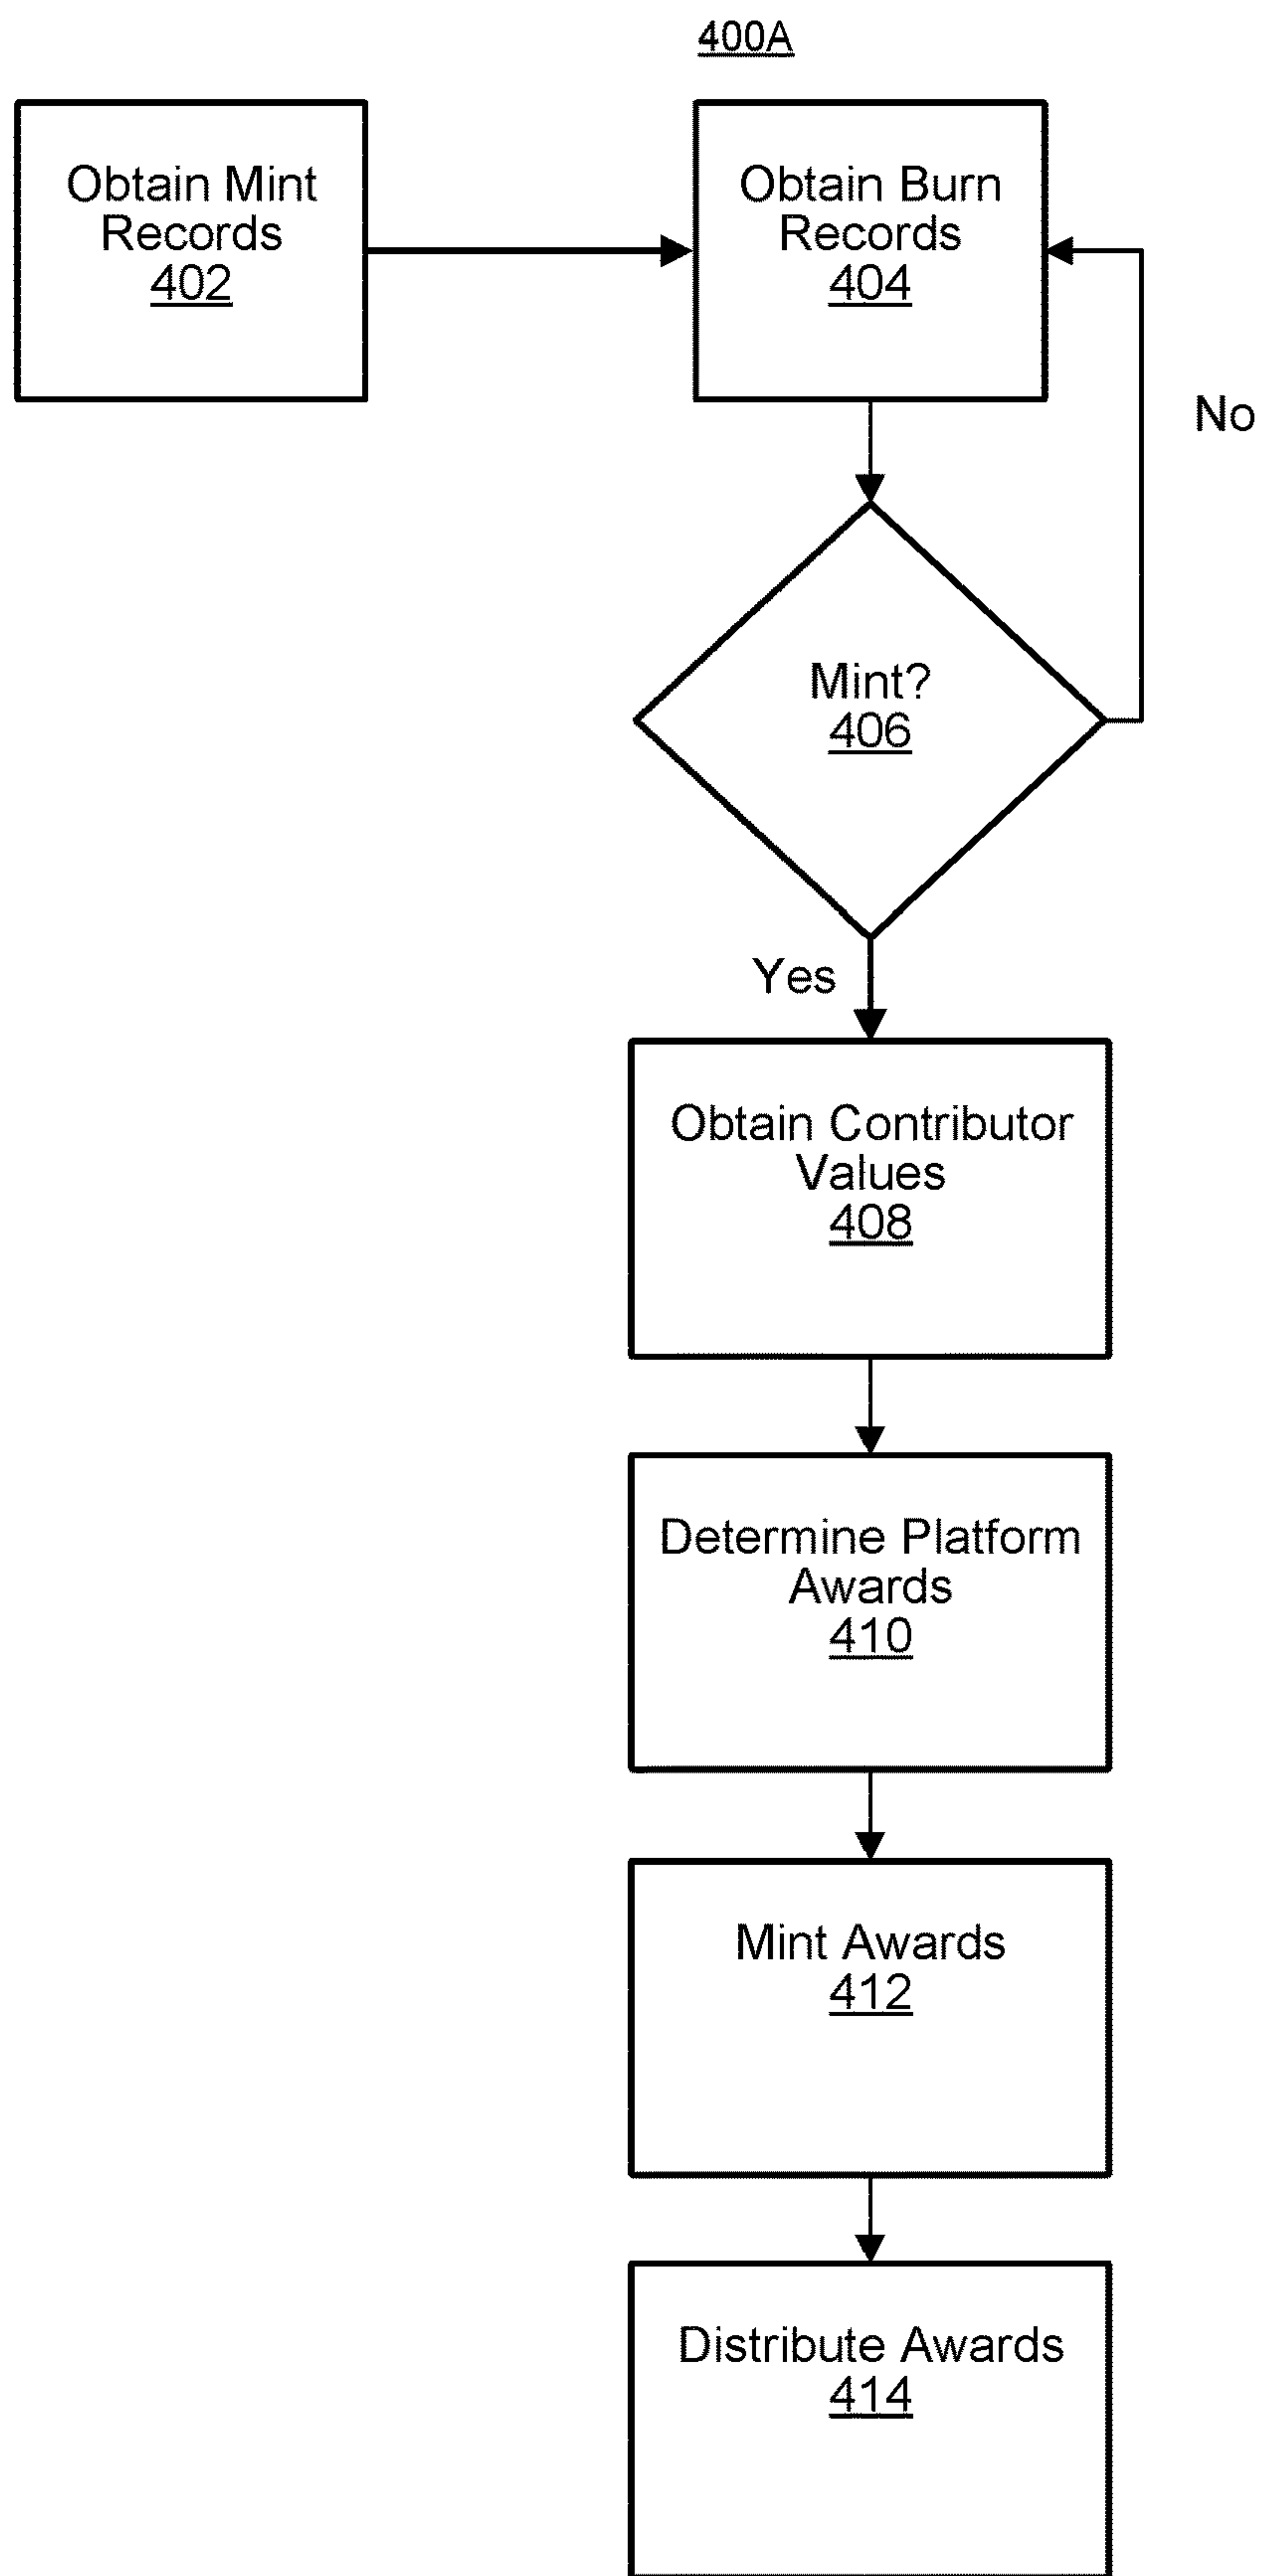 400A
Obtain Mint
Records
402
Obtain Burn
Records
404
No
Mint?
406
Yes
Obtain Contributor
Values
408
Determine Platform
Awards
410
Mint Awards
412
Distribute Awards
414